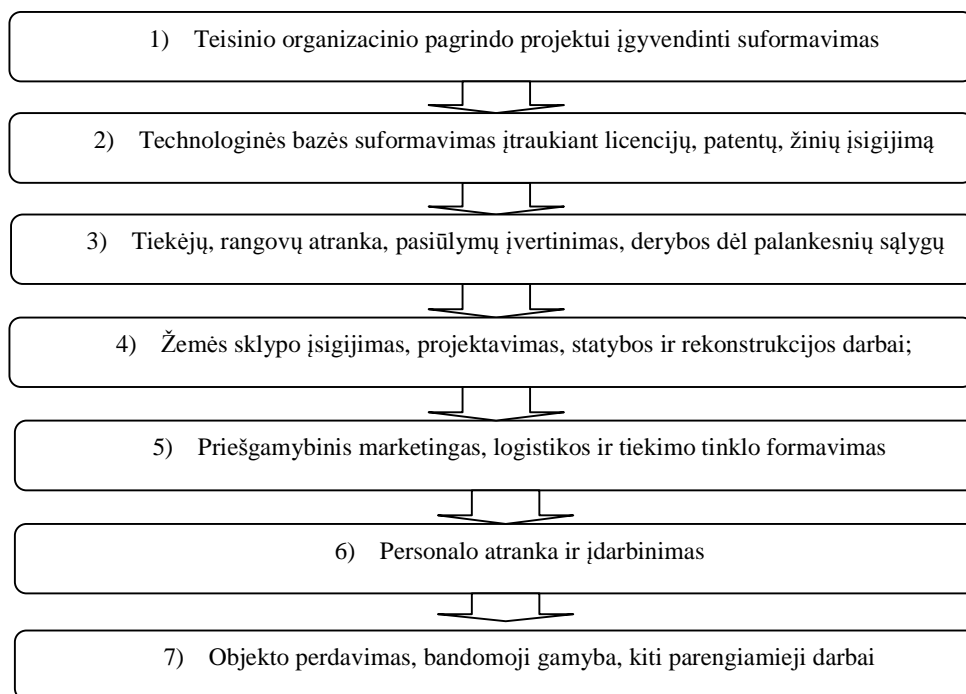 1) Teisinio organizacinio pagrindo projektui įgyvendinti suformavimas
2) Technologinės bazės suformavimas įtraukiant licencijų, patentų, žinių įsigijimą
3) Tiekėjų, rangovų atranka, pasiūlymų įvertinimas, derybos dėl palankesnių sąlygų
4) Žemės sklypo įsigijimas, projektavimas, statybos ir rekonstrukcijos darbai;
5) Priešgamybinis marketingas, logistikos ir tiekimo tinklo formavimas
6) Personalo atranka ir įdarbinimas
7) Objekto perdavimas, bandomoji gamyba, kiti parengiamieji darbai